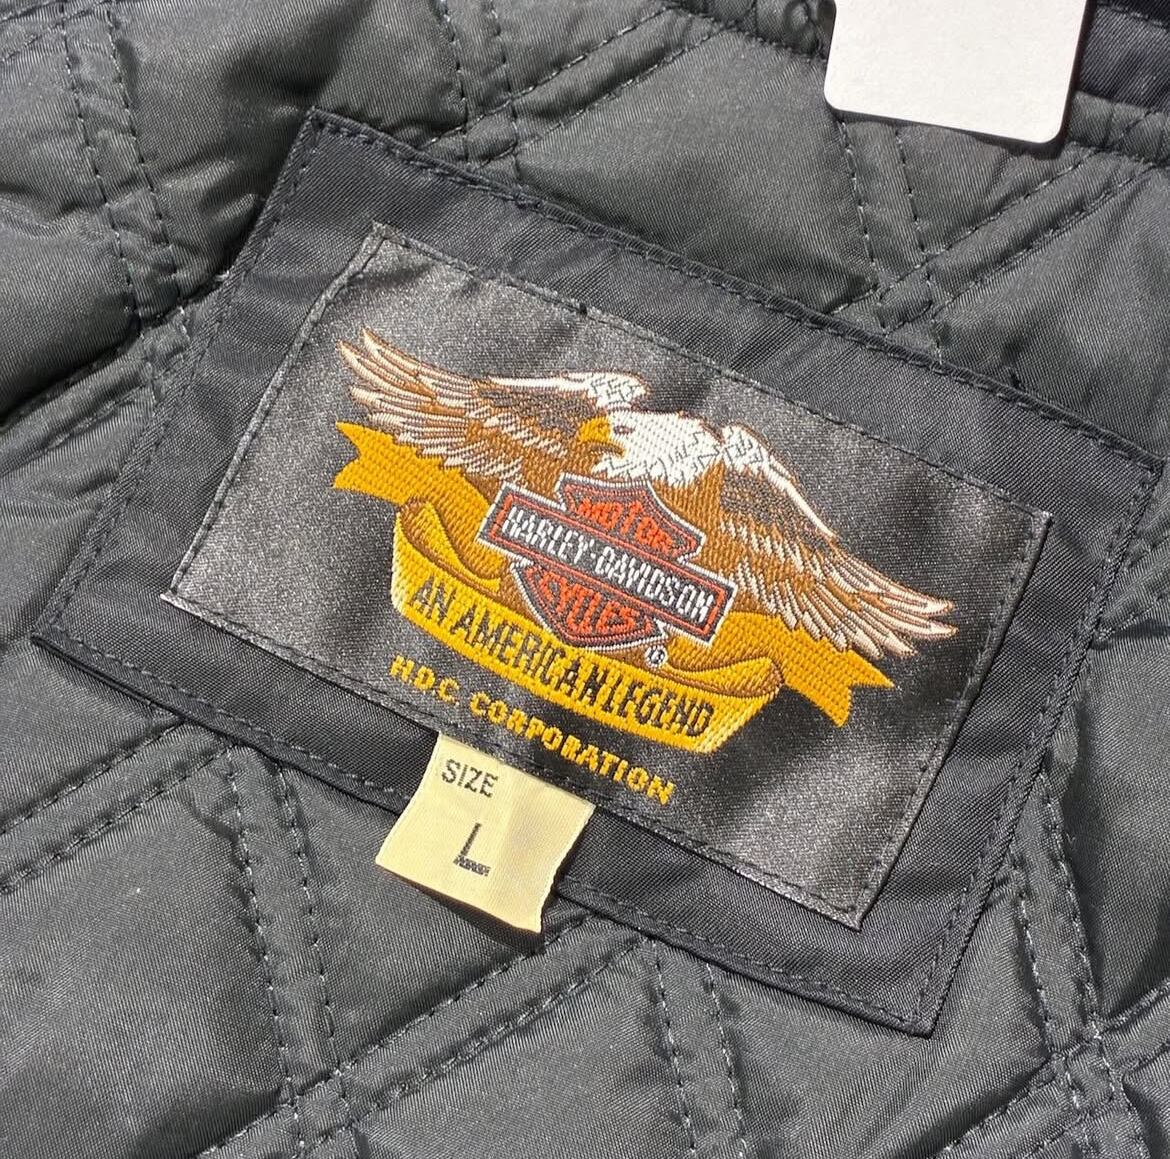 MOTOR
HARLEY-DAVIDSON
CYCLES
®
AN AMERICAN LEGEND
H.D.C. CORPORATION
SIZE
L